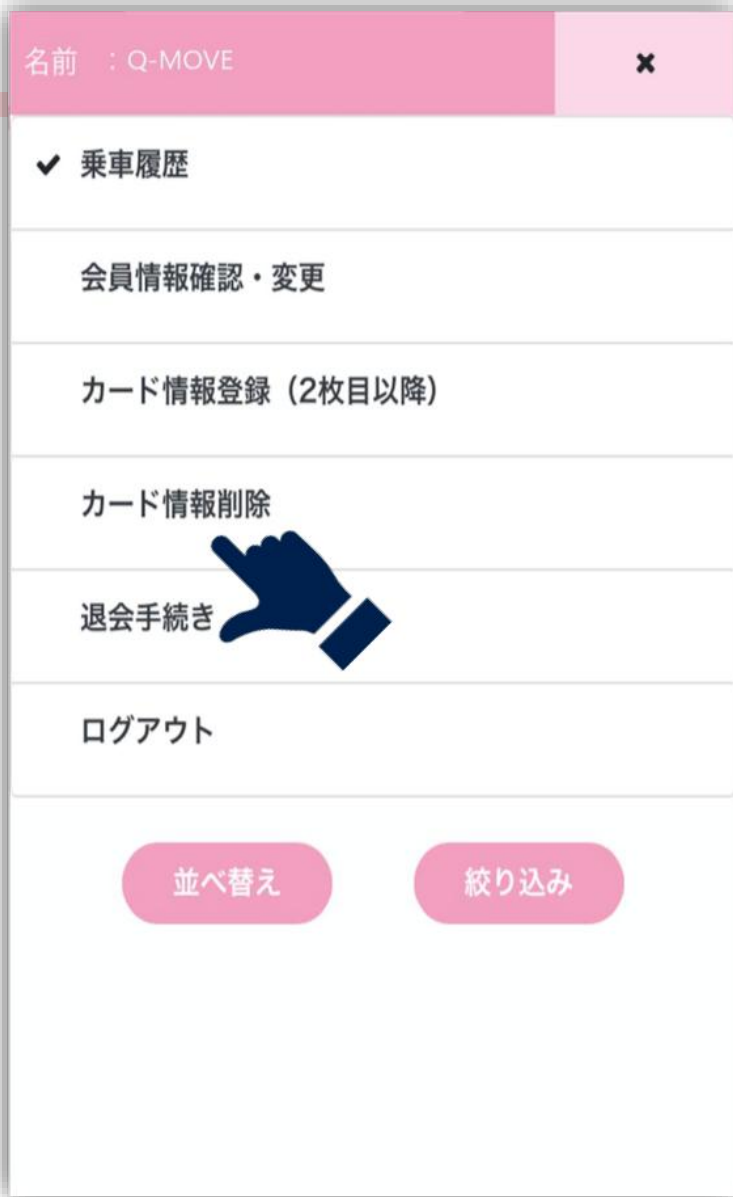 名前　：Q-MOVE
乗車履歴
会員情報確認・変更
カード情報登録（2枚目以降）
カード情報削除
退会手続き
ログアウト
並べ替え
絞り込み